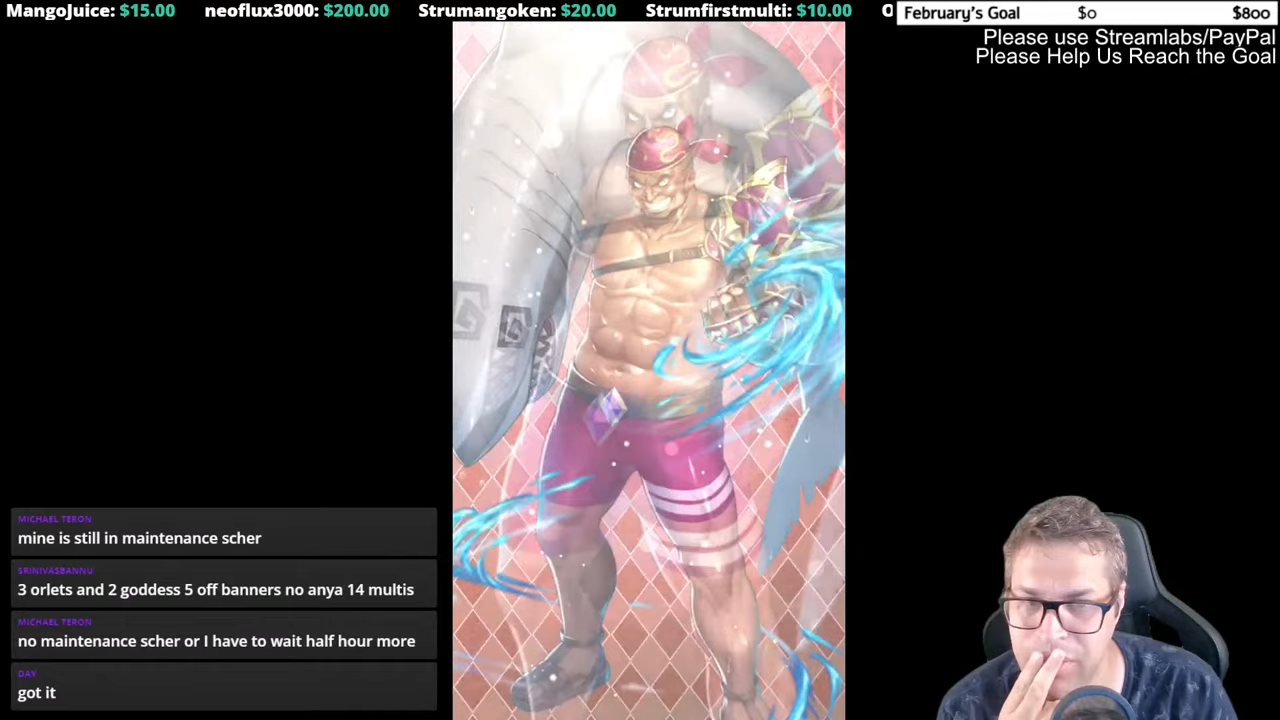 MangoJuice: $15.00 neoflux3000: $200.00 Strumangoken: $20.00 Strumfirstmulti: $10.00
February's Goal $0 $800
Please use Streamlabs/PayPal
Please Help Us Reach the Goal
MICHAEL TERON
mine is still in maintenance scher
SRINIVASBANNU
3 orlets and 2 goddess 5 off banners no anya 14 multis
MICHAEL TERON
no maintenance scher or I have to wait half hour more
DAY
got it